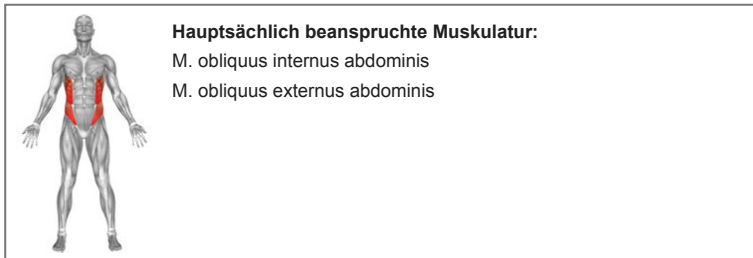 Hauptsächlich beanspruchte Muskulatur:
M. obliquus internus abdominis
M. obliquus externus abdominis